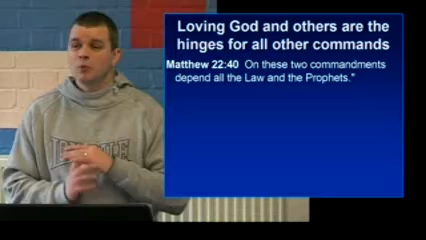 Loving God and others are the
hinges for all other commands
Matthew 22:40 On these two commandments
depend all the Law and the Prophets."